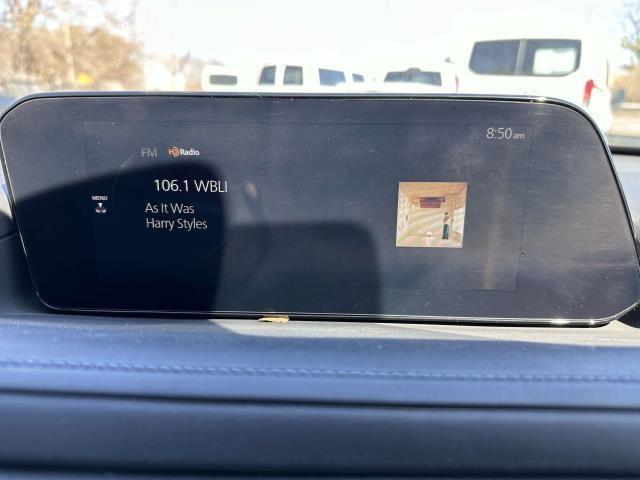 8:50am
FM HD Radio
106.1 WBLI
MENU
As It Was
Harry Styles